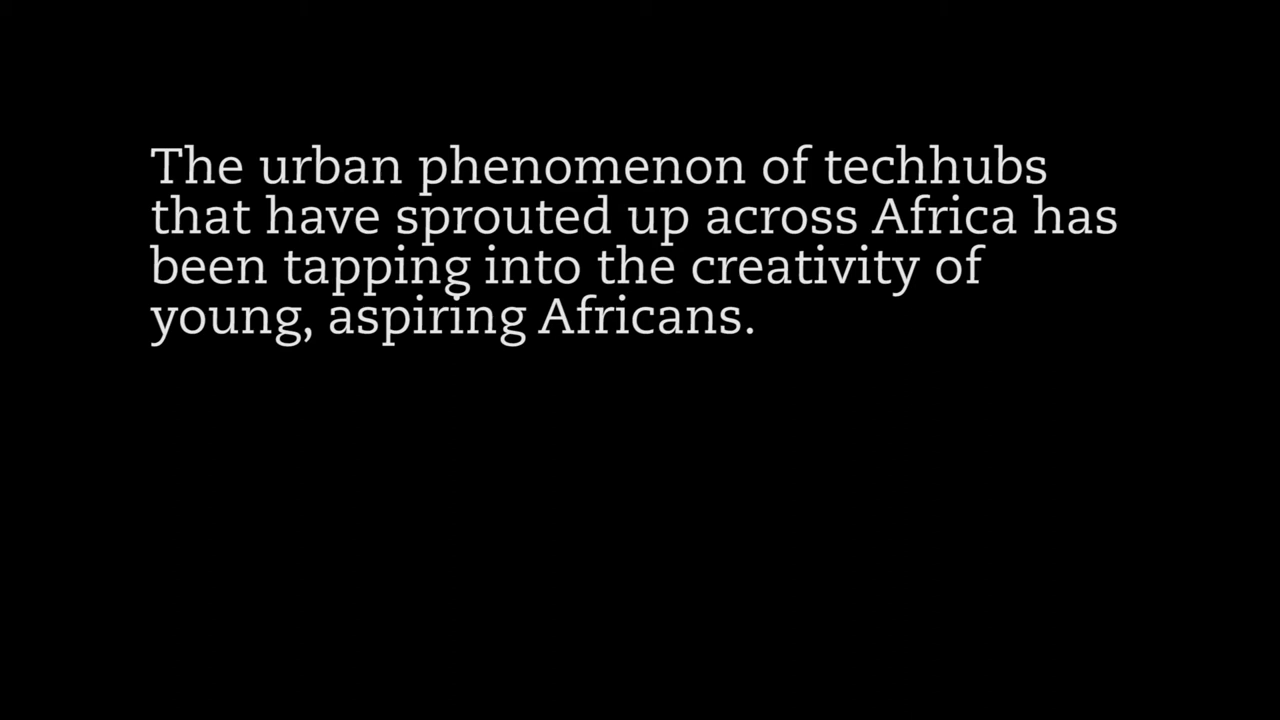 The urban phenomenon of techhubs
that have sprouted up across Africa has
been tapping into the creativity of
young, aspiring Africans.